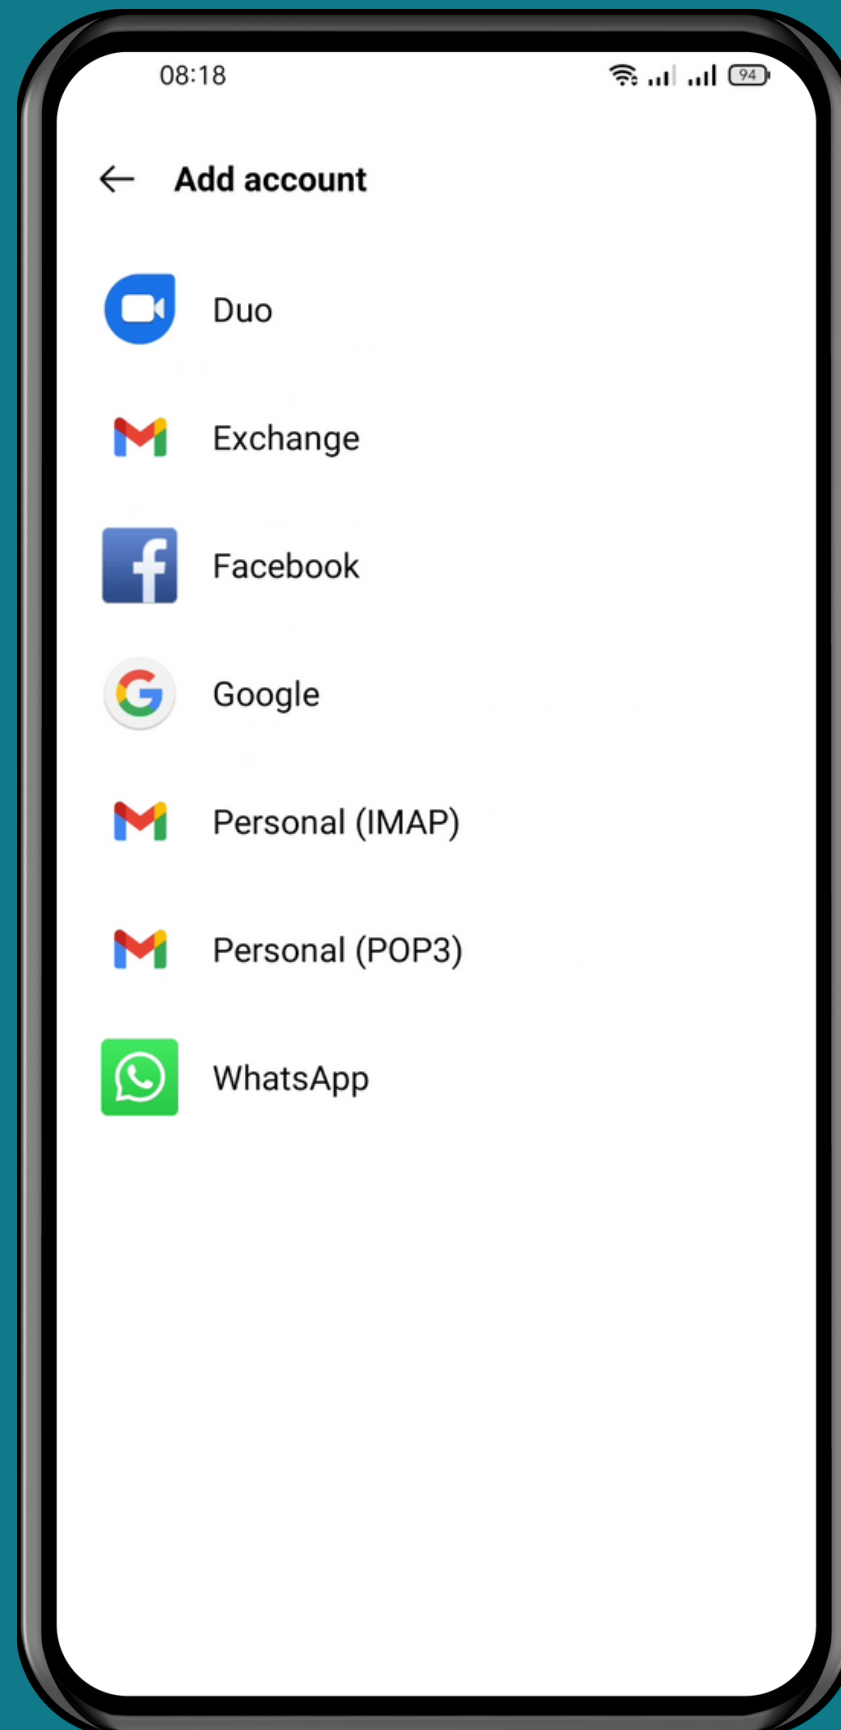 08:18
94
Add account
Duo
Exchange
Facebook
Google
Personal (IMAP)
Personal (POP3)
WhatsApp